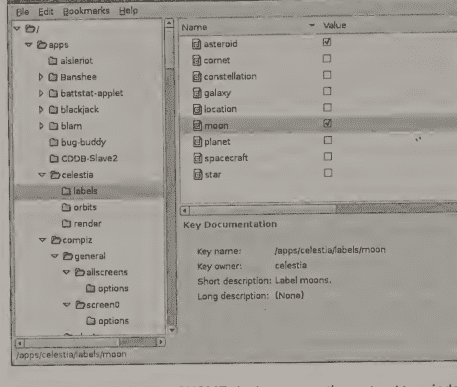 File Edit Bookmarks Help
/
apps
aisleriot
Banshee
battstat-applet
blackjack
blam
bug-buddy
CDDB-Slave2
celestia
labels
orbits
render
compiz
general
allscreens
options
screen0
options
/apps/celestia/labels/moon
Name Value
asteroid
comet
constellation
galaxy
location
moon
planet
spacecraft
star
Key Documentation
Key name: /apps/celestia/labels/moon
Key owner: celestia
Short description: Label moons.
Long description: (None)